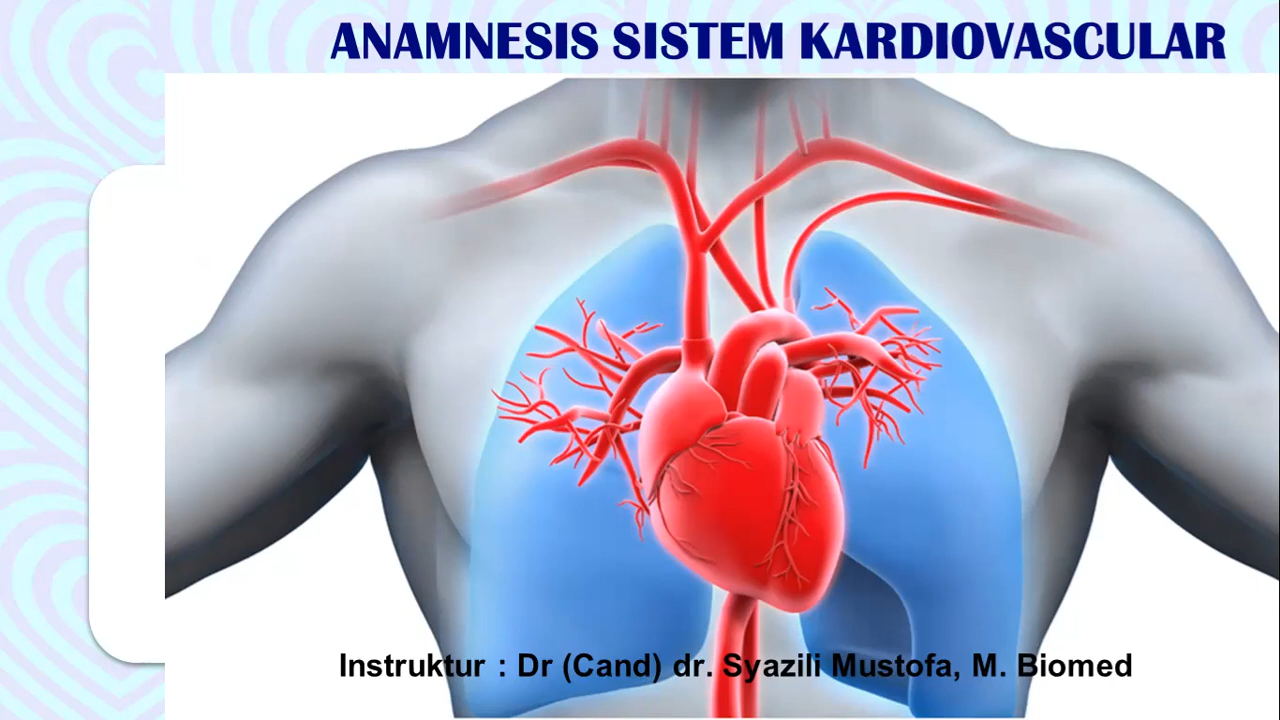 ANAMNESIS SISTEM KARDIOVASCULAR
Instruktur : Dr (Cand) dr. Syazili Mustofa, M. Biomed